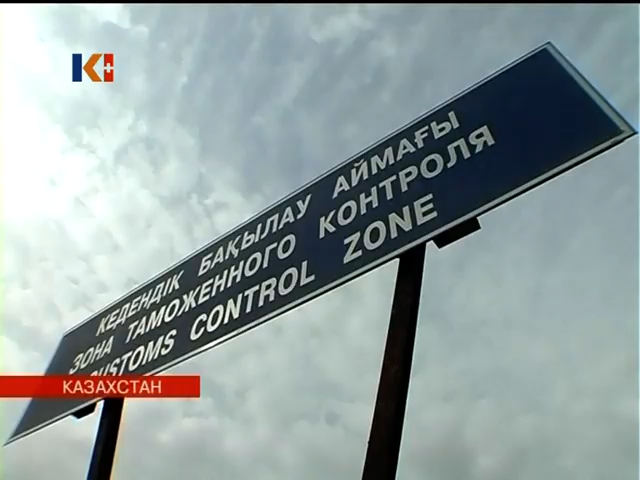 K+
КЕДЕНДІК БАҚЫЛАУ АЙМАҒЫ
ЗОНА ТАМОЖЕННОГО КОНТРОЛЯ
CUSTOMS CONTROL ZONE
КАЗАХСТАН